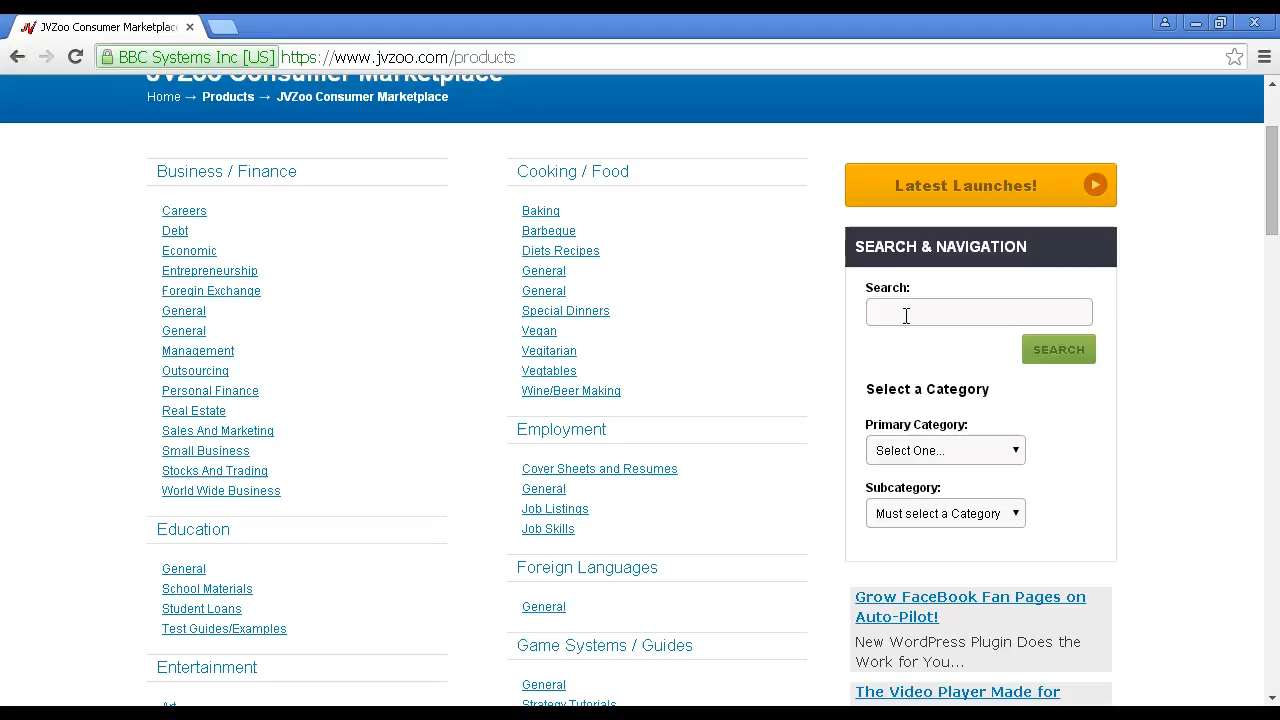 JVZoo Consumer Marketplace
BBC Systems Inc [US] https://www.jvzoo.com/products
JVZoo Consumer Marketplace
Home → Products → JVZoo Consumer Marketplace
Business / Finance
Careers
Debt
Economic
Entrepreneurship
Foregin Exchange
General
General
Management
Outsourcing
Personal Finance
Real Estate
Sales And Marketing
Small Business
Stocks And Trading
World Wide Business
Education
General
School Materials
Student Loans
Test Guides/Examples
Entertainment
Art
Cooking / Food
Baking
Barbeque
Diets Recipes
General
General
Special Dinners
Vegan
Vegitarian
Vegtables
Wine/Beer Making
Employment
Cover Sheets and Resumes
General
Job Listings
Job Skills
Foreign Languages
General
Game Systems / Guides
General
Strategy Tutorials
Latest Launches!
SEARCH & NAVIGATION
Search:
SEARCH
Select a Category
Primary Category:
Select One...
Subcategory:
Must select a Category
Grow FaceBook Fan Pages on
Auto-Pilot!
New WordPress Plugin Does the
Work for You...
The Video Player Made for